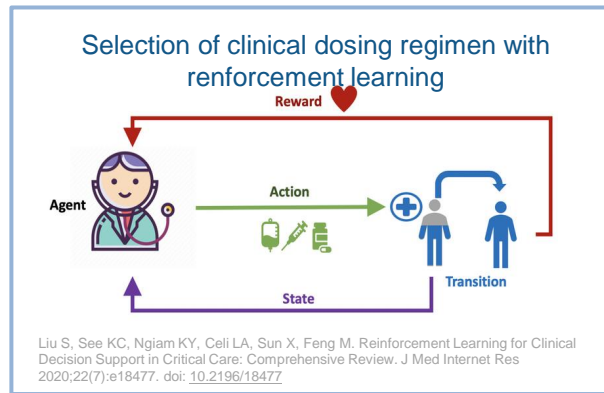 Selection of clinical dosing regimen with
renforcement learning
Reward
Agent
Action
Transition
State
Liu S, See KC, Ngiam KY, Celi LA, Sun X, Feng M. Reinforcement Learning for Clinical
Decision Support in Critical Care: Comprehensive Review. J Med Internet Res
2020;22(7):e18477. doi: 10.2196/18477